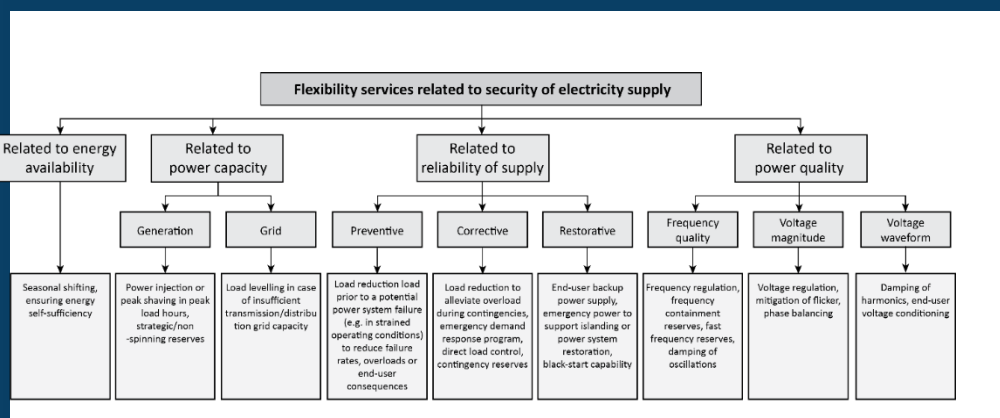 Flexibility services related to security of electricity supply
Related to energy
availability
Related to
power capacity
Related to
reliability of supply
Related to
power quality
Generation
Grid
Preventive
Corrective
Restorative
Frequency
quality
Voltage
magnitude
Voltage
waveform
Seasonal shifting,
ensuring energy
self-sufficiency
Power injection or
peak shaving in peak
load hours,
strategic/non
-spinning reserves
Load levelling in case
of insufficient
transmission/distribu
tion grid capacity
Load reduction load
prior to a potential
power system failure
(e.g. in strained
operating conditions)
to reduce failure
rates, overloads or
end-user
consequences
Load reduction to
alleviate overload
during contingencies,
emergency demand
response program,
direct load control,
contingency reserves
End-user backup
power supply,
emergency power to
support islanding or
power system
restoration,
black-start capability
Frequency regulation,
frequency
containment
reserves, fast
frequency reserves,
damping of
oscillations
Voltage regulation,
mitigation of flicker,
phase balancing
Damping of
harmonics, end-user
voltage conditioning